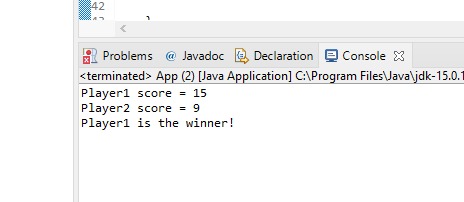 42
Problems @ Javadoc Declaration Console
<terminated> App (2) [Java Application] C:\Program Files\Java\jdk-15.0.1
Player1 score = 15
Player2 score = 9
Player1 is the winner!